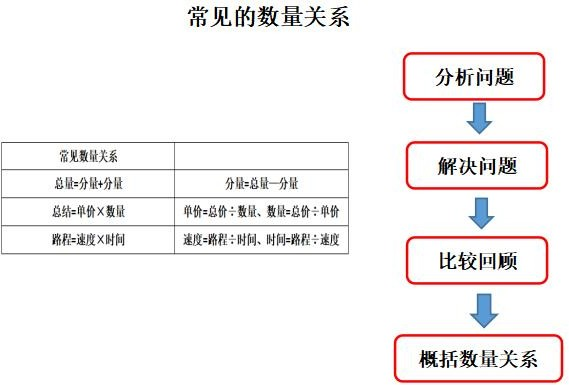 常见的数量关系
常见数量关系
总量=分量+分量 分量=总量—分量
总结=单价×数量 单价=总价÷数量、数量=总价÷单价
路程=速度×时间 速度=路程÷时间、时间=路程÷速度
分析问题
解决问题
比较回顾
概括数量关系